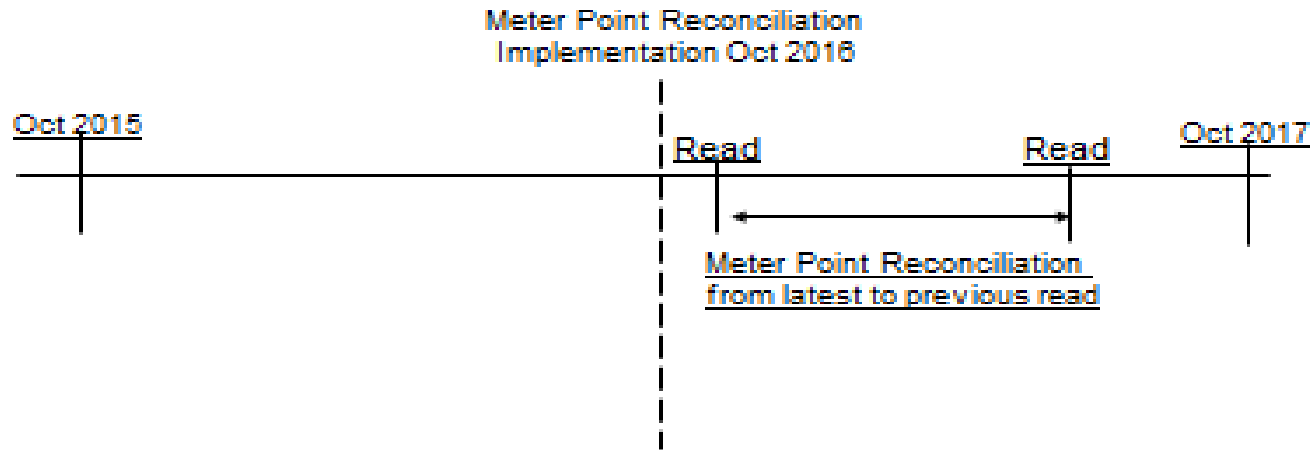 Meter Point Reconciliation
Implementation Oct 2016
Oct 2015
Read
Read
Oct 2017
Meter Point Reconciliation
from latest to previous read